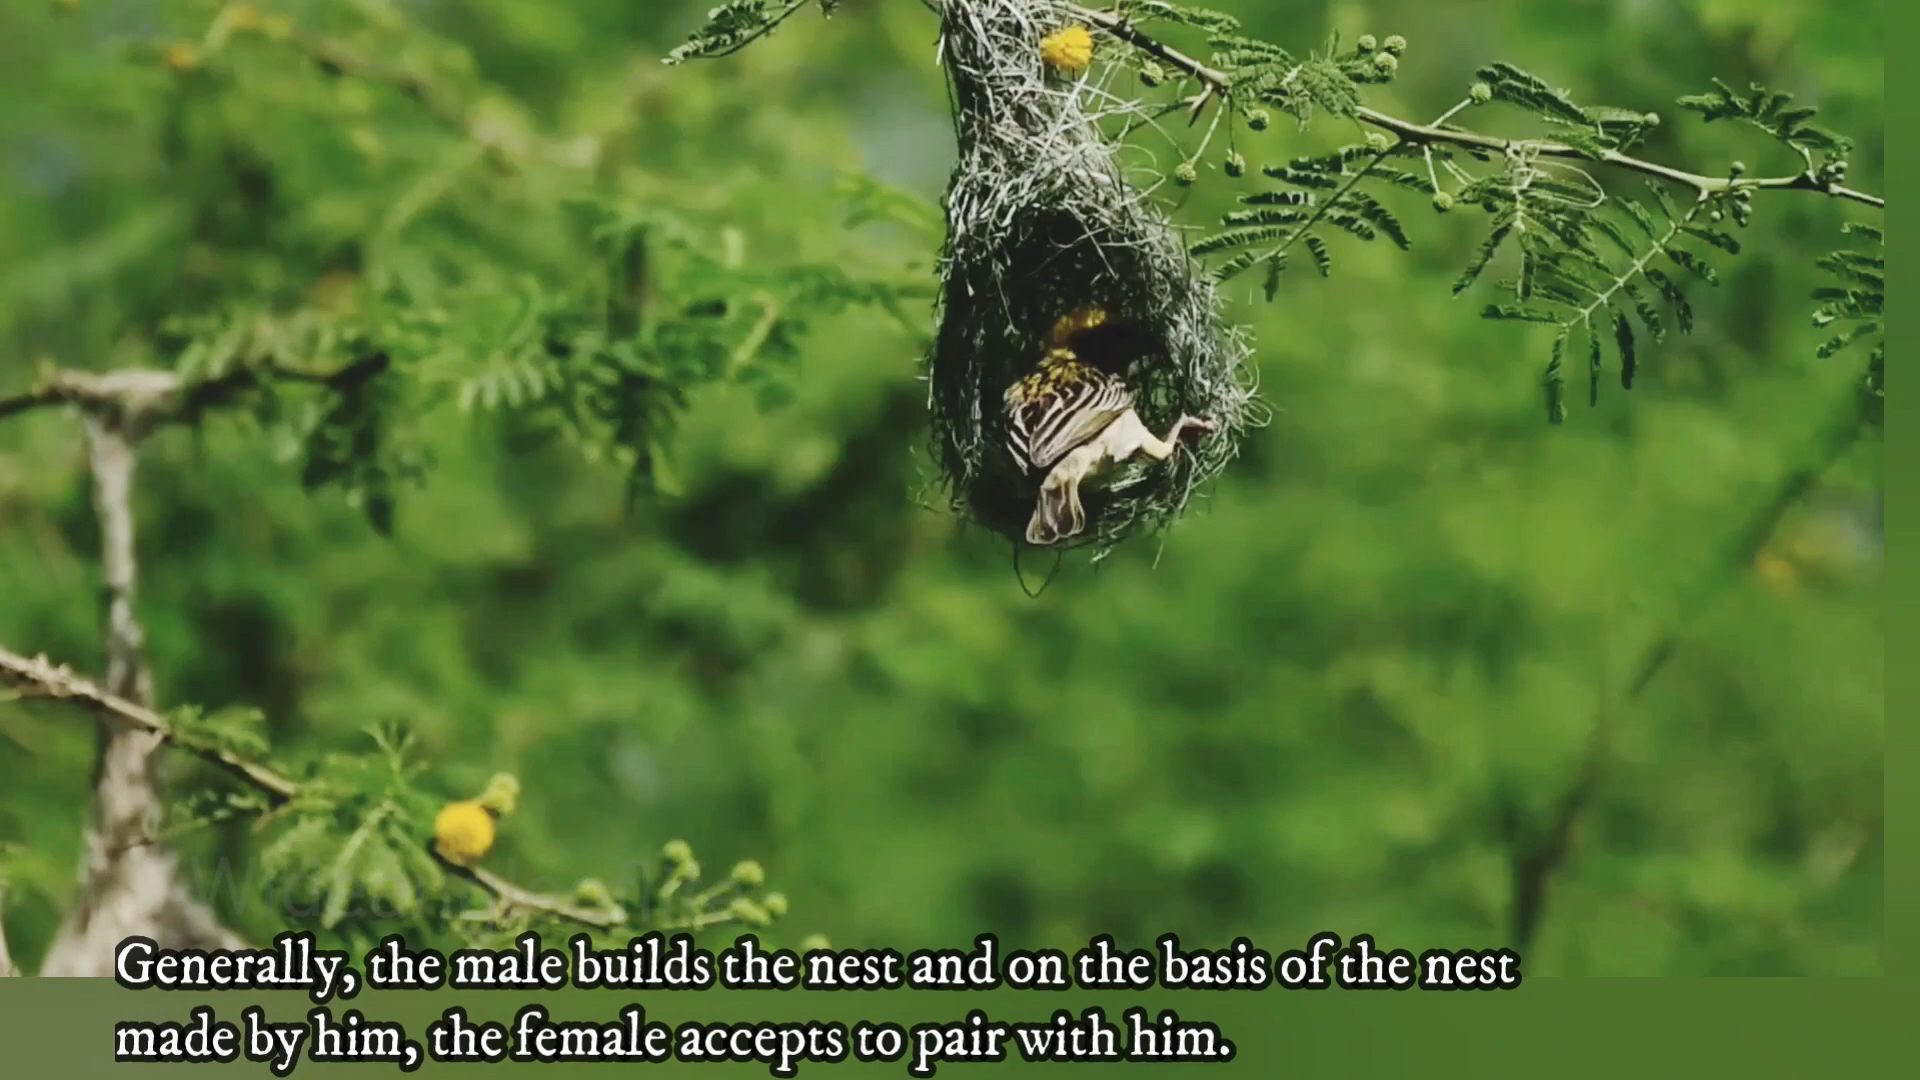 Generally, the male builds the nest and on the basis of the nest
made by him, the female accepts to pair with him.